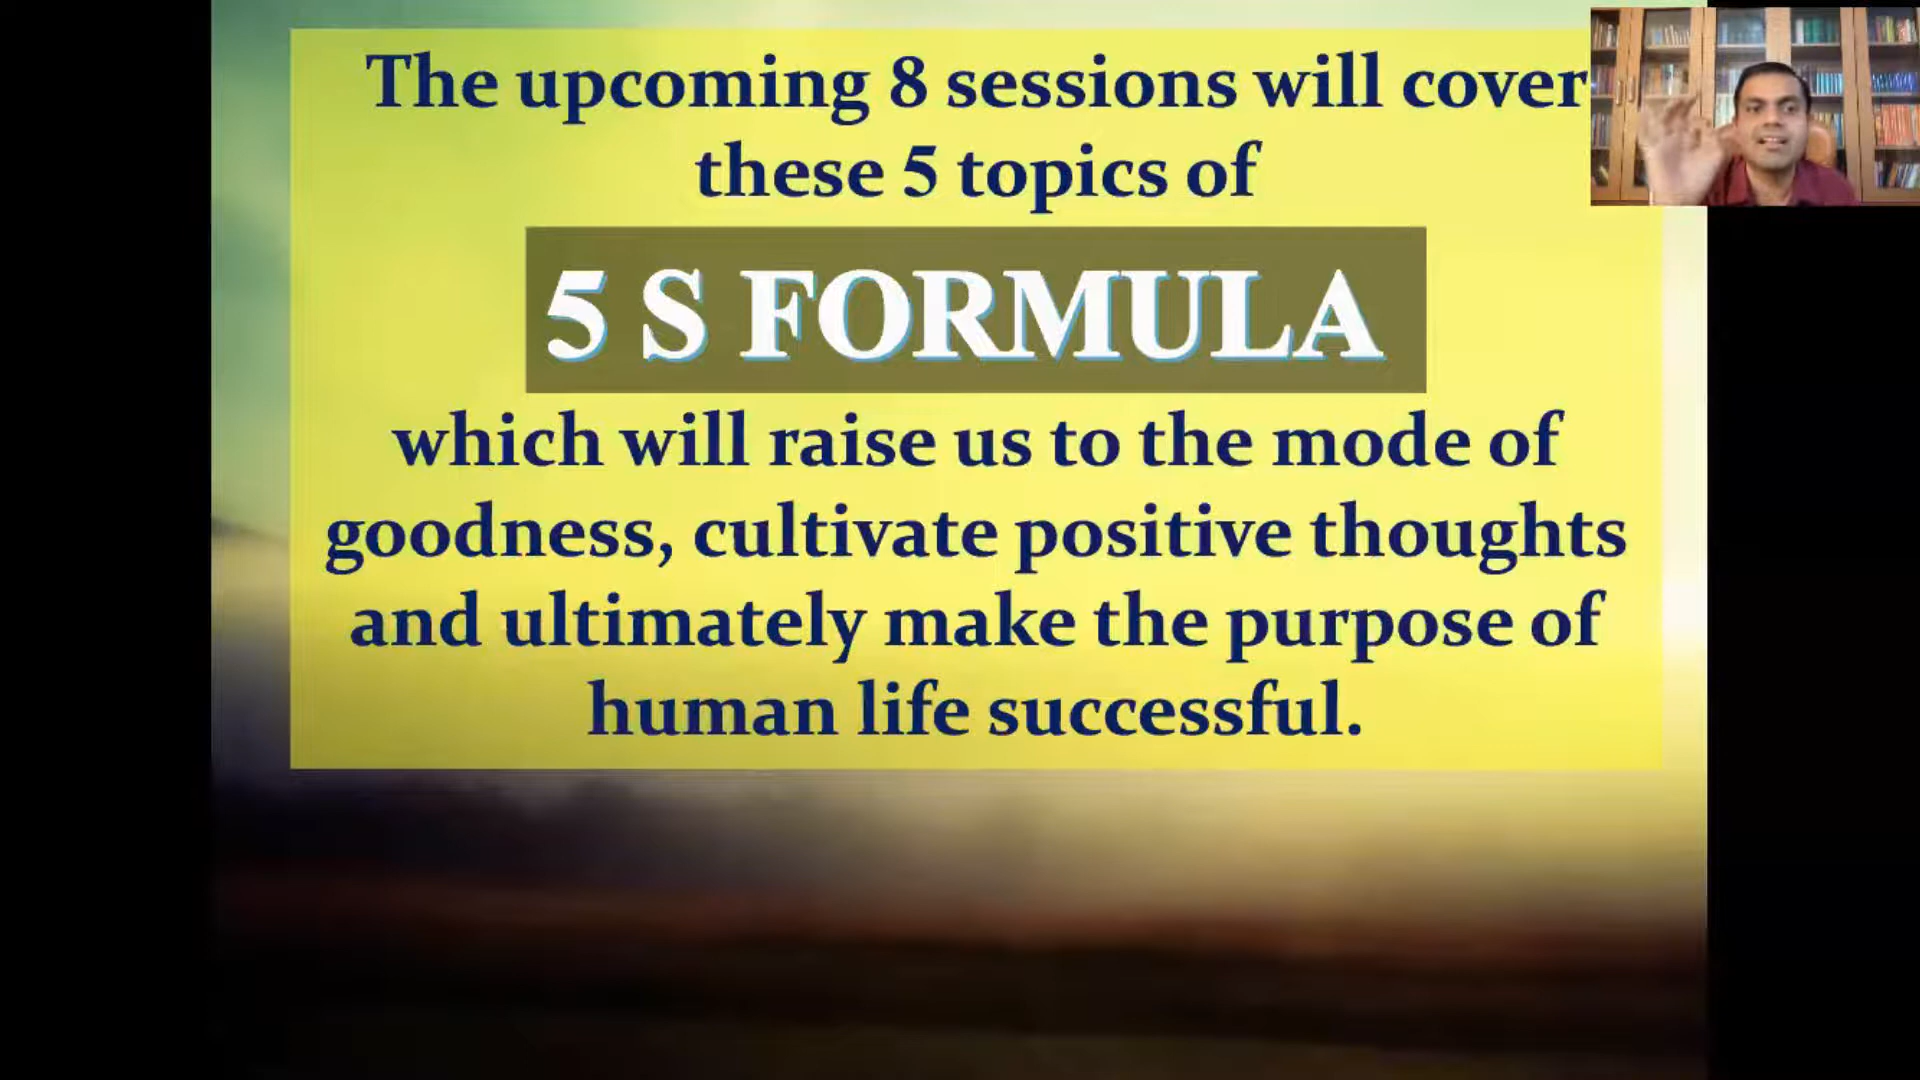 The upcoming 8 sessions will cover
these 5 topics of
5 S FORMULA
which will raise us to the mode of
goodness, cultivate positive thoughts
and ultimately make the purpose of
human life successful.